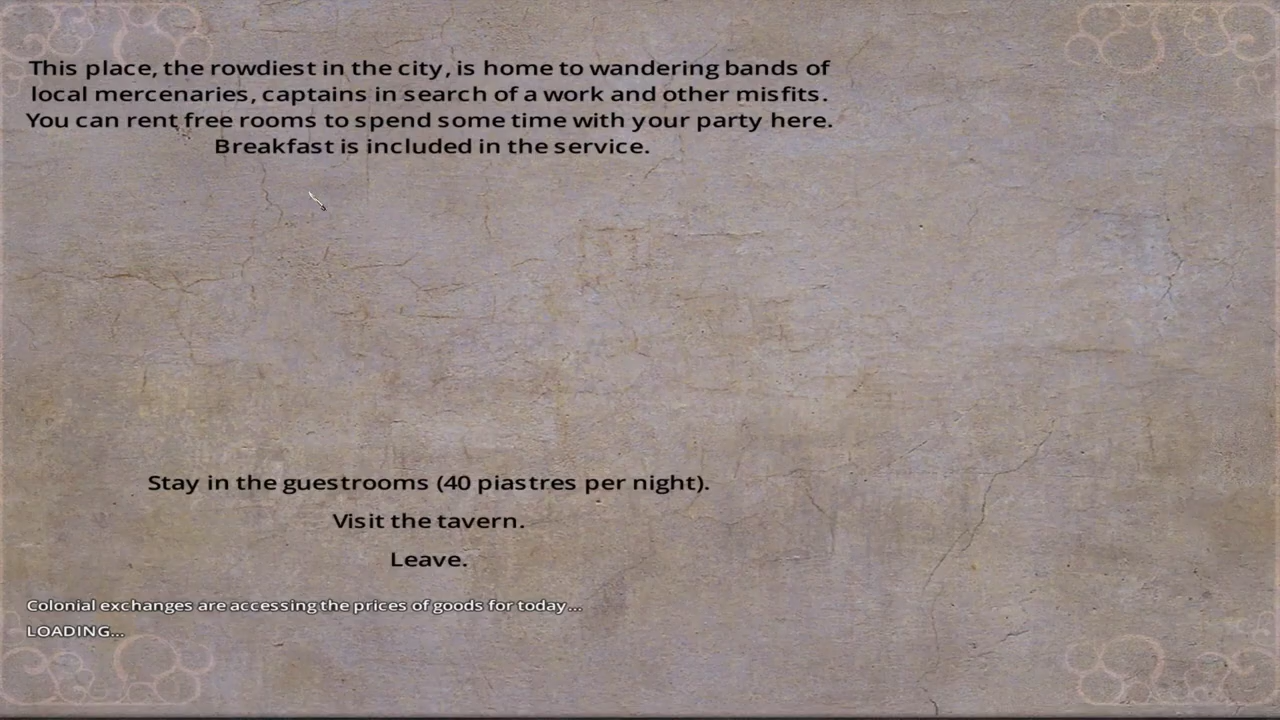 This place, the rowdiest in the city, is home to wandering bands of
local mercenaries, captains in search of a work and other misfits.
You can rent free rooms to spend some time with your party here.
Breakfast is included in the service.
Stay in the guestrooms (40 piastres per night).
Visit the tavern.
Leave.
Colonial exchanges are accessing the prices of goods for today...
LOADING...